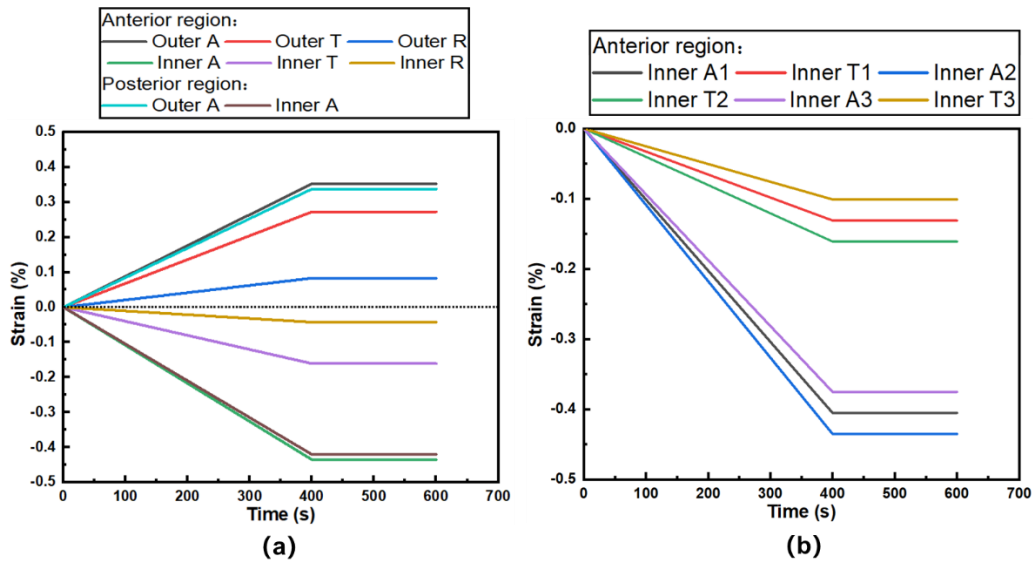 Anterior region:
Outer A Outer T Outer R
Inner A Inner T Inner R
Posterior region:
Outer A Inner A
0.5
0.4
0.3
0.2
0.1
0.0
-0.1
-0.2
-0.3
-0.4
-0.5
Strain (%)
0 100 200 300 400 500 600 700
Time (s)
(a)
Anterior region:
Inner A1 Inner T1 Inner A2
Inner T2 Inner A3 Inner T3
0.0
-0.1
-0.2
-0.3
-0.4
-0.5
Strain (%)
0 100 200 300 400 500 600 700
Time (s)
(b)